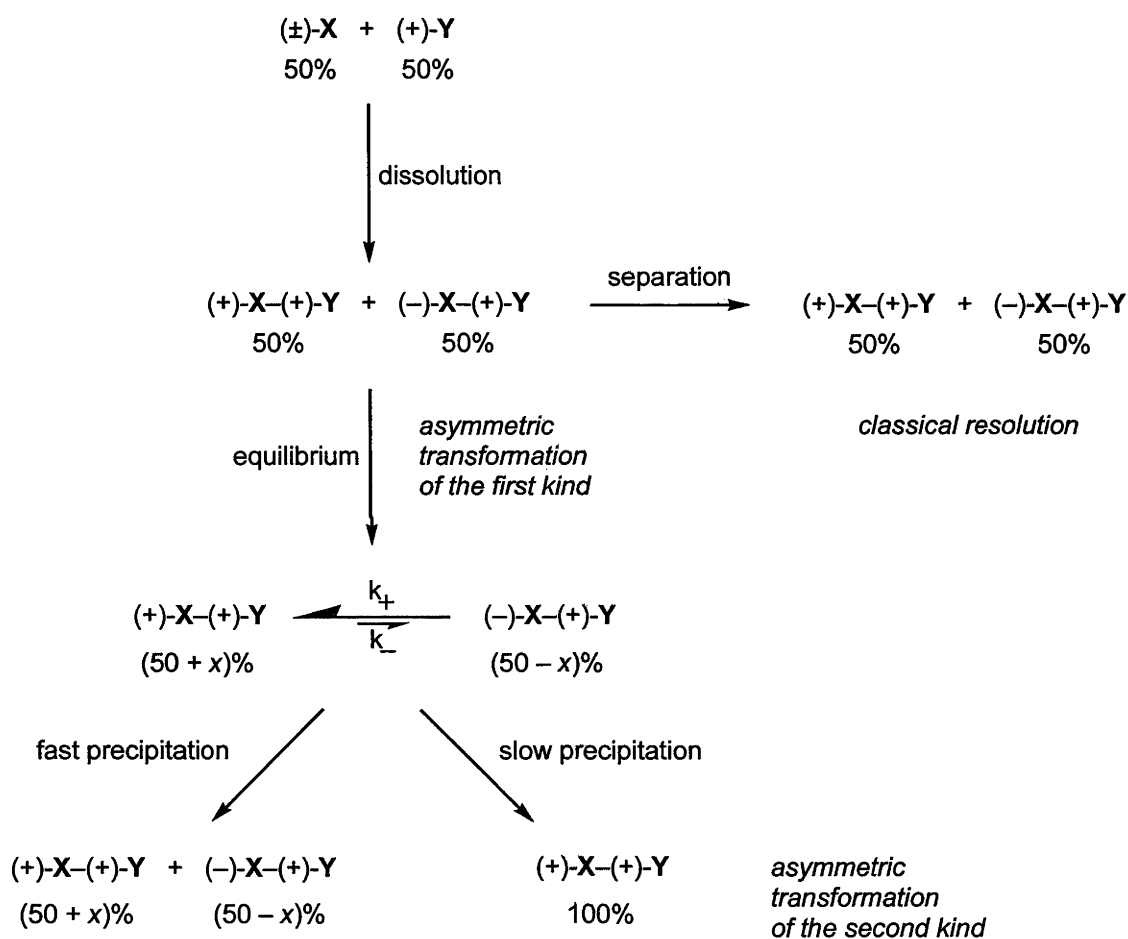 (±)-X + (+)-Y
50% 50%
dissolution
(+)-X–(+)-Y + (–)-X–(+)-Y
50% 50%
separation
(+)-X–(+)-Y + (–)-X–(+)-Y
50% 50%
classical resolution
equilibrium
asymmetric
transformation
of the first kind
k+
(+)-X–(+)-Y (–)-X–(+)-Y
k–
(50 + x)% (50 – x)%
fast precipitation
slow precipitation
(+)-X–(+)-Y + (–)-X–(+)-Y
(50 + x)% (50 – x)%
(+)-X–(+)-Y
100%
asymmetric
transformation
of the second kind